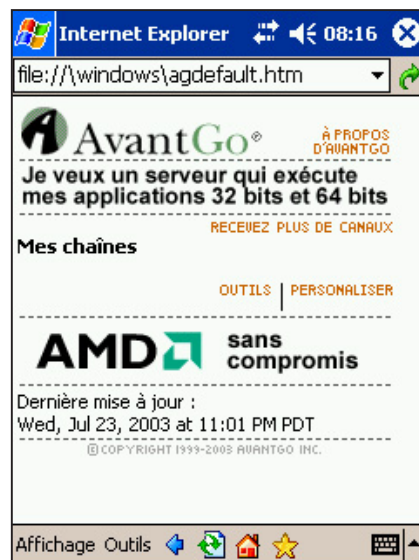 Internet Explorer 08:16
file://\windows\agdefault.htm
AvantGo®
À PROPOS
D'AVANTGO
Je veux un serveur qui exécute
mes applications 32 bits et 64 bits
RECEVEZ PLUS DE CANAUX
Mes chaînes
OUTILS | PERSONALISER
AMD sans
compromis
Dernière mise à jour :
Wed, Jul 23, 2003 at 11:01 PM PDT
©COPYRIGHT 1999-2003 AVANTGO INC.
Affichage Outils